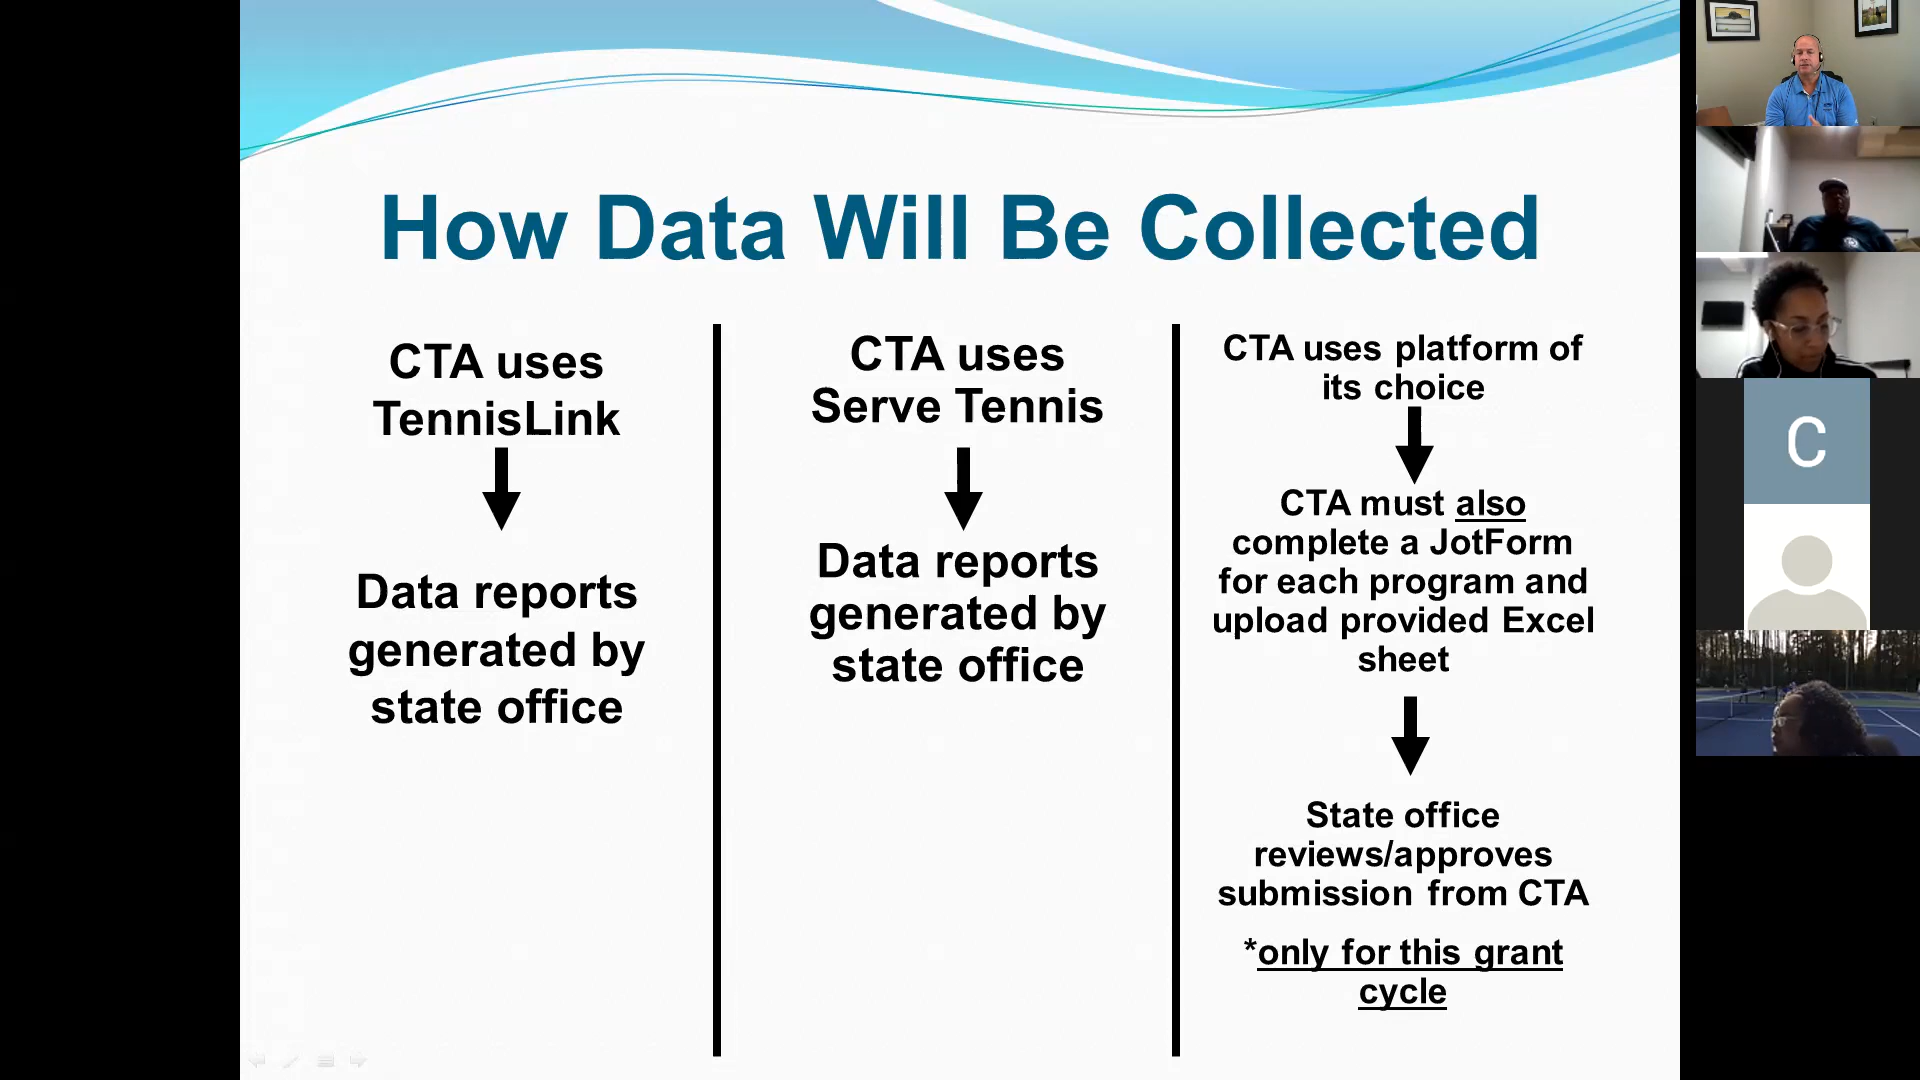 How Data Will Be Collected
CTA uses
TennisLink
Data reports
generated by
state office
CTA uses
Serve Tennis
Data reports
generated by
state office
CTA uses platform of
its choice
CTA must also
complete a JotForm
for each program and
upload provided Excel
sheet
State office
reviews/approves
submission from CTA
*only for this grant
cycle
C